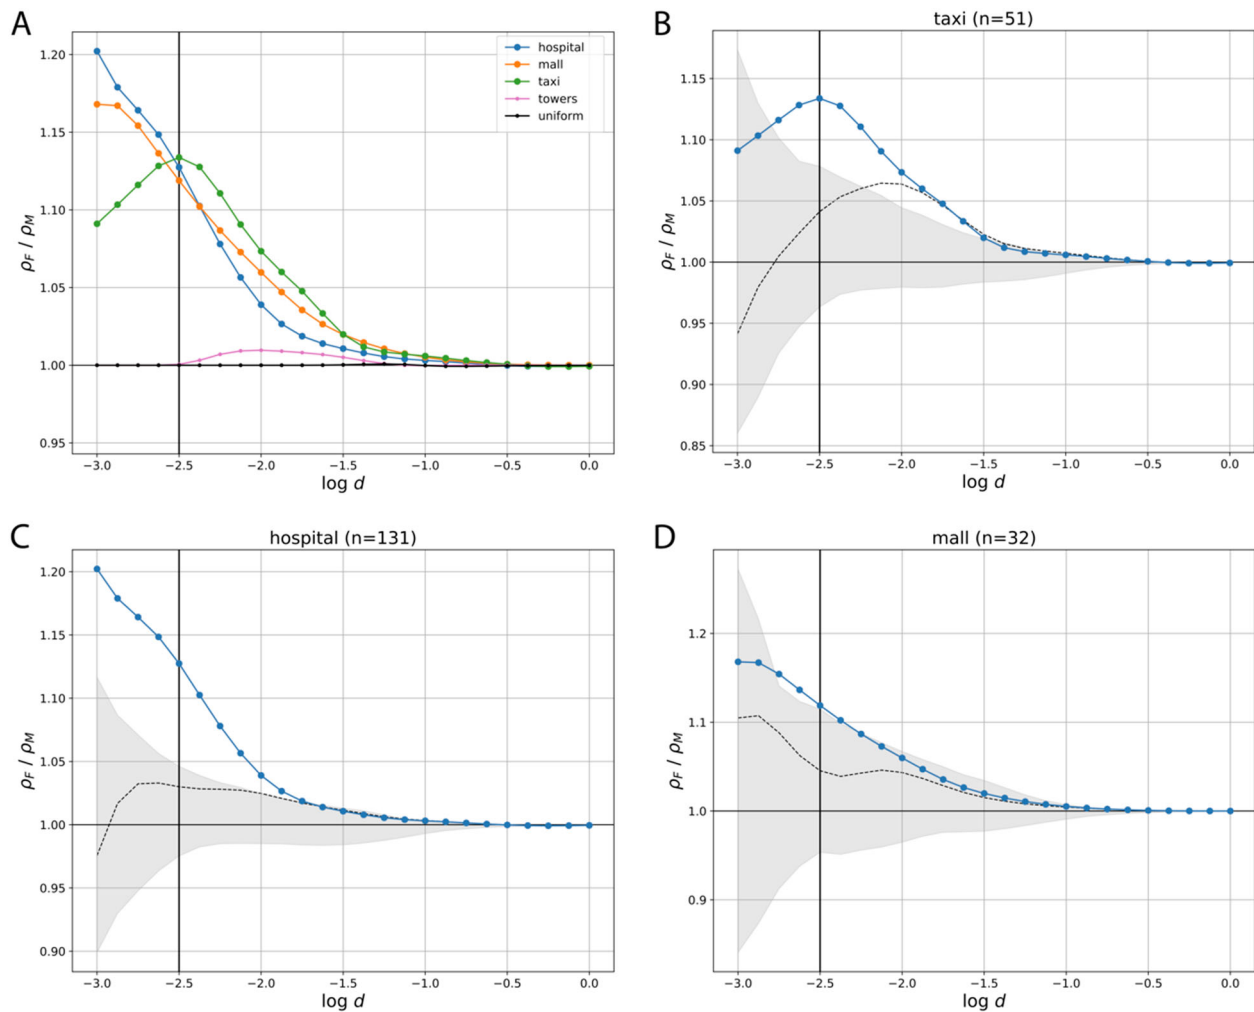 A
ρF / ρM
1.20
1.15
1.10
1.05
1.00
0.95
hospital
mall
taxi
towers
uniform
−3.0 −2.5 −2.0 −1.5 −1.0 −0.5 0.0
log d
B
taxi (n=51)
ρF / ρM
1.15
1.10
1.05
1.00
0.95
0.90
0.85
−3.0 −2.5 −2.0 −1.5 −1.0 −0.5 0.0
log d
C
hospital (n=131)
ρF / ρM
1.20
1.15
1.10
1.05
1.00
0.95
0.90
−3.0 −2.5 −2.0 −1.5 −1.0 −0.5 0.0
log d
D
mall (n=32)
ρF / ρM
1.2
1.1
1.0
0.9
−3.0 −2.5 −2.0 −1.5 −1.0 −0.5 0.0
log d